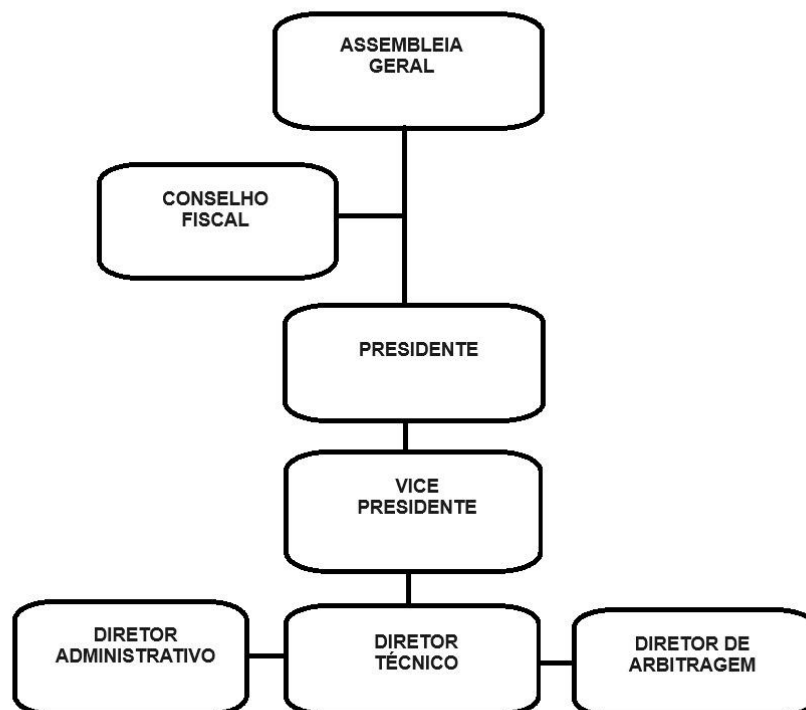 ASSEMBLEIA
GERAL
CONSELHO
FISCAL
PRESIDENTE
VICE
PRESIDENTE
DIRETOR
ADMINISTRATIVO
DIRETOR
TÉCNICO
DIRETOR DE
ARBITRAGEM